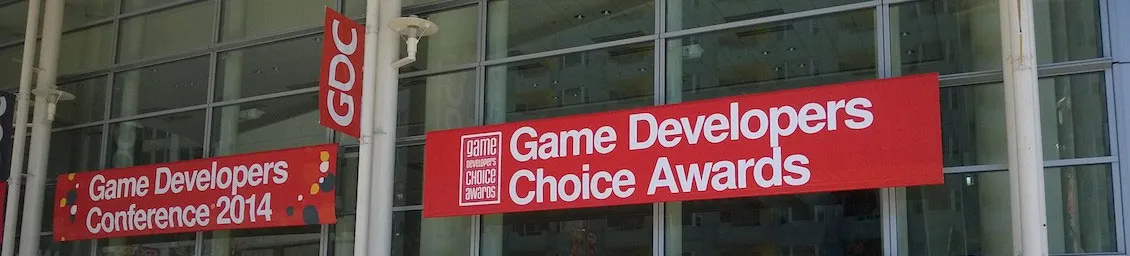 Game Developers
Conference 2014
GDC
game
DEVELOPERS
CHOICE
awards
Game Developers
Choice Awards